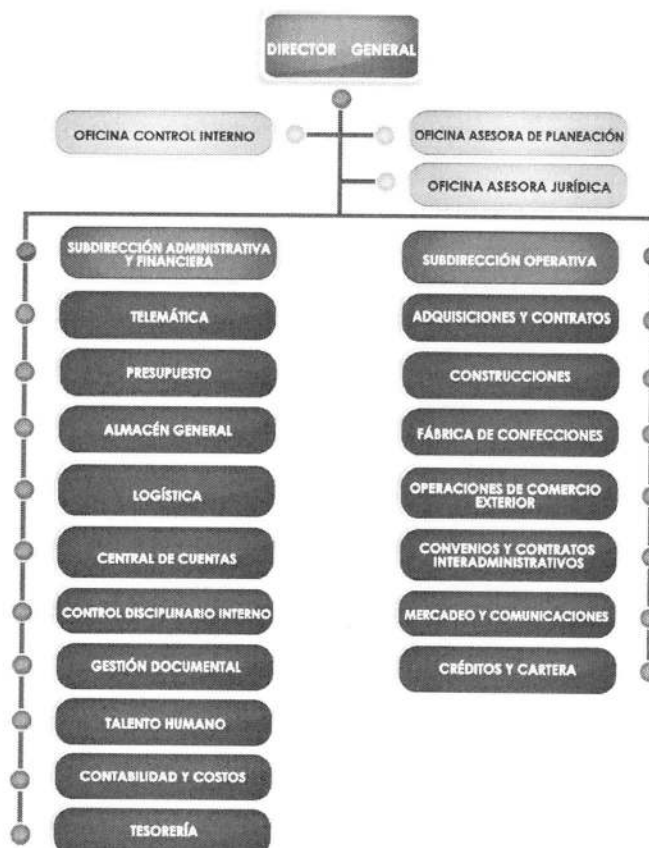 DIRECTOR GENERAL
OFICINA CONTROL INTERNO
OFICINA ASESORA DE PLANEACIÓN
OFICINA ASESORA JURÍDICA
SUBDIRECCIÓN ADMINISTRATIVA
Y FINANCIERA
TELEMÁTICA
PRESUPUESTO
ALMACÉN GENERAL
LOGÍSTICA
CENTRAL DE CUENTAS
CONTROL DISCIPLINARIO INTERNO
GESTIÓN DOCUMENTAL
TALENTO HUMANO
CONTABILIDAD Y COSTOS
TESORERÍA
SUBDIRECCIÓN OPERATIVA
ADQUISICIONES Y CONTRATOS
CONSTRUCCIONES
FÁBRICA DE CONFECCIONES
OPERACIONES DE COMERCIO
EXTERIOR
CONVENIOS Y CONTRATOS
INTERADMINISTRATIVOS
MERCADEO Y COMUNICACIONES
CRÉDITOS Y CARTERA